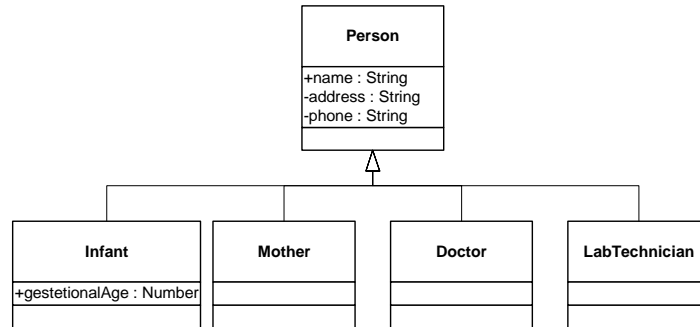 Person
+name : String
-address : String
-phone : String
Infant
Mother
Doctor
LabTechnician
+gestetionalAge : Number